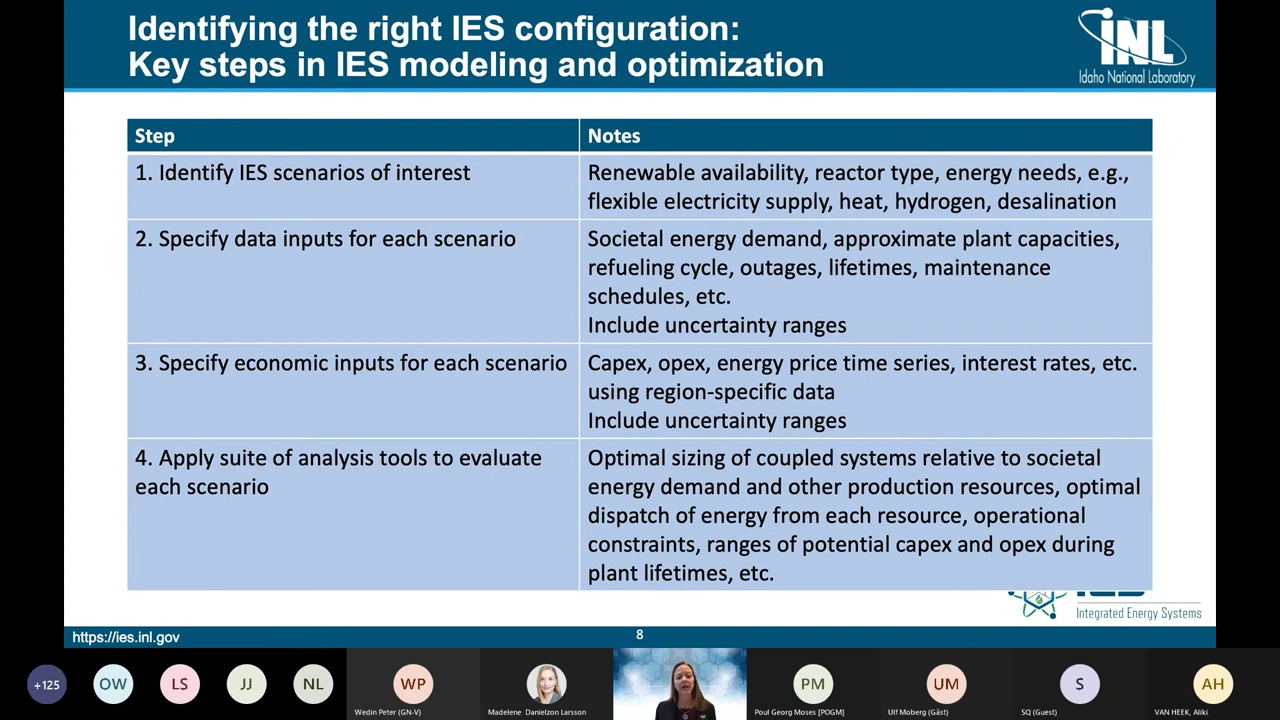 Identifying the right IES configuration:
Key steps in IES modeling and optimization
INL
Idaho National Laboratory
Step
Notes
1. Identify IES scenarios of interest
Renewable availability, reactor type, energy needs, e.g.,
flexible electricity supply, heat, hydrogen, desalination
2. Specify data inputs for each scenario
Societal energy demand, approximate plant capacities,
refueling cycle, outages, lifetimes, maintenance
schedules, etc.
Include uncertainty ranges
3. Specify economic inputs for each scenario
Capex, opex, energy price time series, interest rates, etc.
using region-specific data
Include uncertainty ranges
4. Apply suite of analysis tools to evaluate
each scenario
Optimal sizing of coupled systems relative to societal
energy demand and other production resources, optimal
dispatch of energy from each resource, operational
constraints, ranges of potential capex and opex during
plant lifetimes, etc.
Integrated Energy Systems
https://ies.inl.gov
8
+125
OW
LS
JJ
NL
WP
PM
UM
S
AH
Wedin Peter (GN-V)
Madelene Danielzon Larsson
Poul Georg Moses [POGM]
Ulf Moberg (Gäst)
SQ (Guest)
VAN HEEK, Aliki